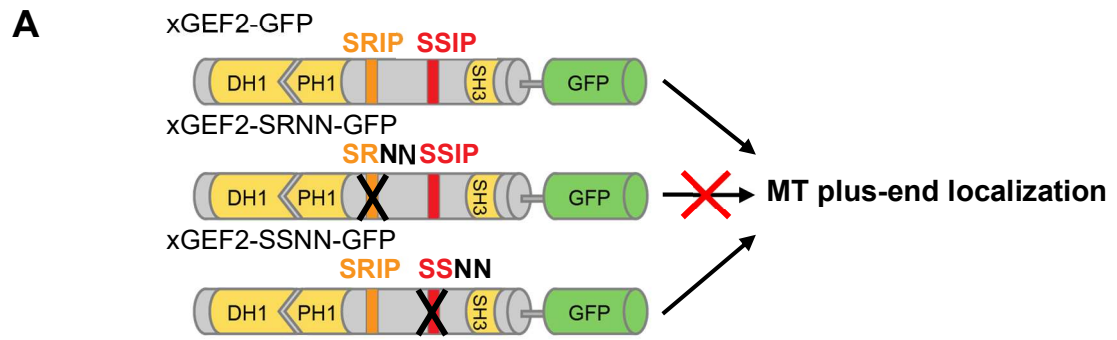 A
xGEF2-GFP
SRIP SSIP
DH1 PH1 SH3 GFP
xGEF2-SRNN-GFP
SRNN SSIP
DH1 PH1 SH3 GFP
MT plus-end localization
xGEF2-SSNN-GFP
SRIP SSNN
DH1 PH1 SH3 GFP